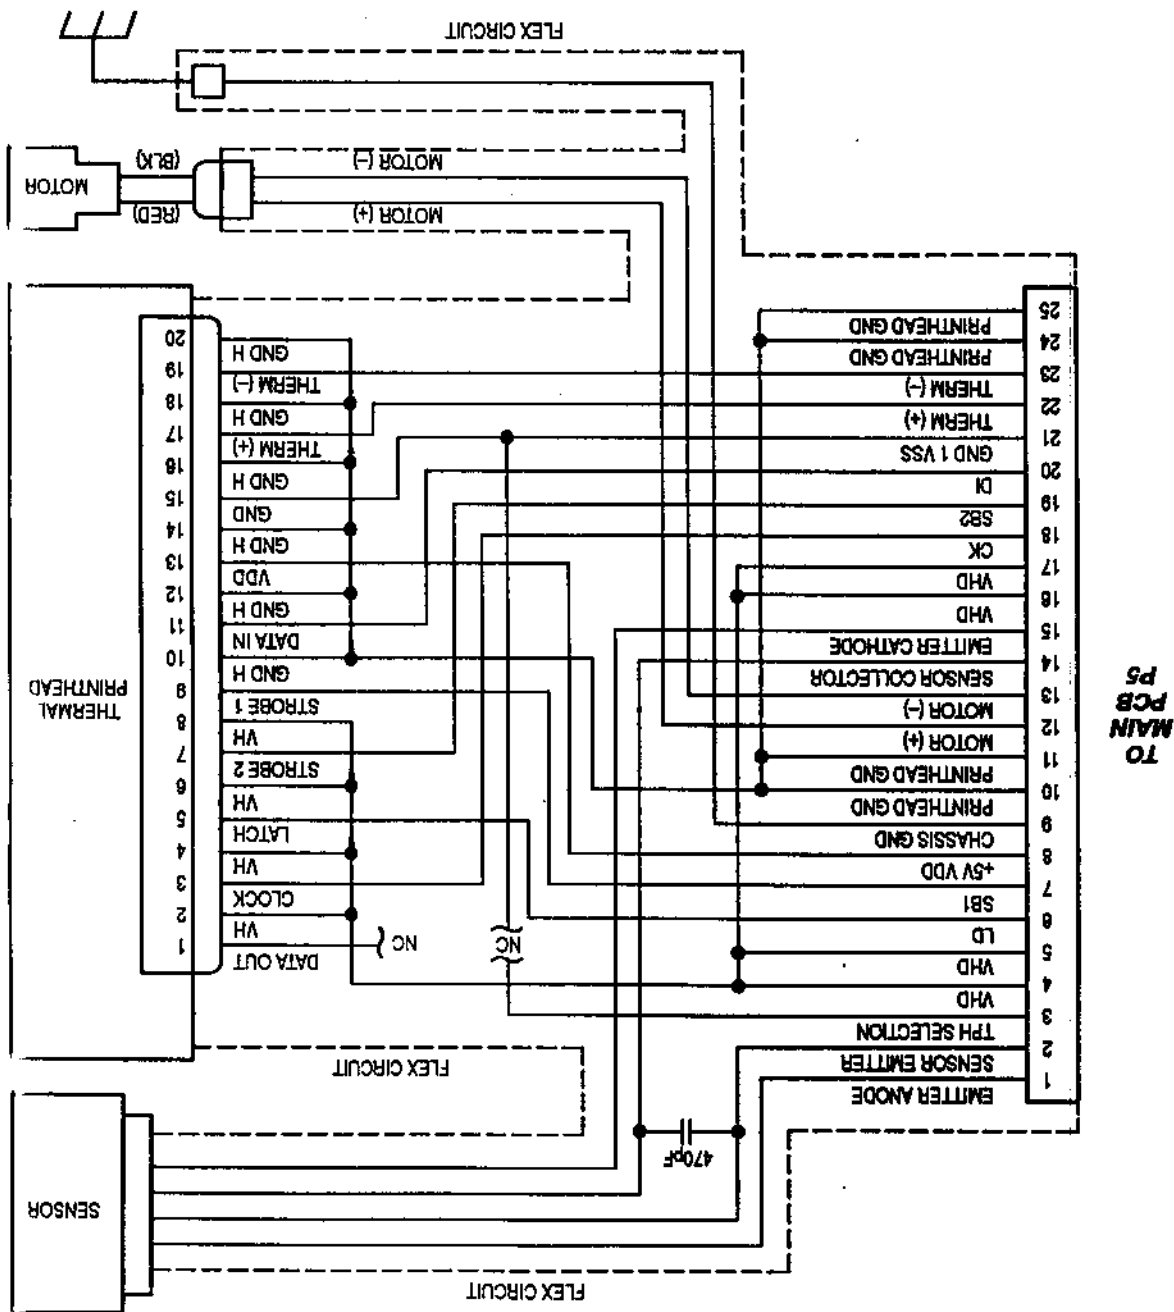 FLEX CIRCUIT
SENSOR
470pF
FLEX CIRCUIT
TO
MAIN
PCB
P5
1 EMITTER ANODE
2 SENSOR EMITTER
3 TPH SELECTION
4 VHD
5 VHD
6 LD
7 SB1
8 +5V VDD
9 CHASSIS GND
10 PRINTHEAD GND
11 PRINTHEAD GND
12 MOTOR (+)
13 MOTOR (–)
14 SENSOR COLLECTOR
15 EMITTER CATHODE
16 VHD
17 VHD
18 CK
19 SB2
20 DI
21 GND 1 VSS
22 THERM (+)
23 THERM (–)
24 PRINTHEAD GND
25 PRINTHEAD GND
NC
NC
DATA OUT 1
VH 2
CLOCK 3
VH 4
LATCH 5
VH 6
STROBE 2 7
VH 8
STROBE 1 9
GND H 10
DATA IN 11
GND H 12
VDD 13
GND H 14
GND 15
GND H 16
THERM (+) 17
GND H 18
THERM (–) 19
GND H 20
THERMAL
PRINTHEAD
MOTOR (+)
(RED)
MOTOR
MOTOR (–)
(BLK)
FLEX CIRCUIT